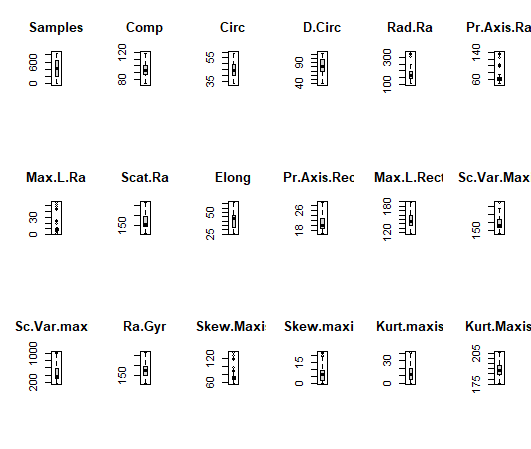 Samples Comp Circ D.Circ Rad.Ra Pr.Axis.Ra
0 600 80 120 35 55 40 90 100 300 60 140
Max.L.Ra Scat.Ra Elong Pr.Axis.Rec Max.L.Rect Sc.Var.Max
0 30 150 25 50 18 26 120 180 150
Sc.Var.max Ra.Gyr Skew.Maxis Skew.maxi Kurt.maxis Kurt.Maxis
200 1000 150 60 120 0 15 0 30 175 205